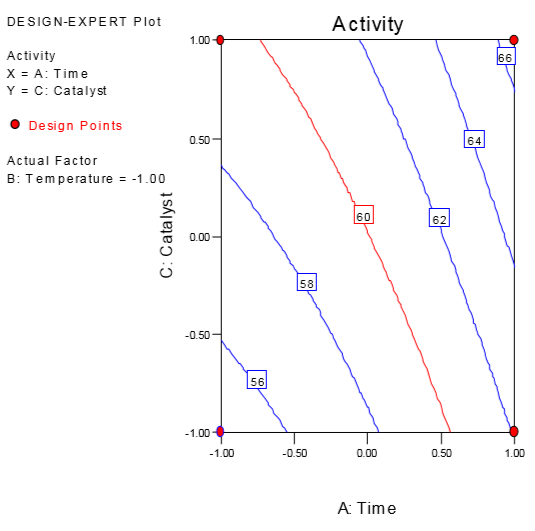 DESIGN-EXPERT Plot
Activity
X = A: Time
Y = C: Catalyst
Design Points
Actual Factor
B: Temperature = -1.00
Activity
C: Catalyst
1.00
0.50
0.00
-0.50
-1.00
66
64
60
62
58
56
-1.00 -0.50 0.00 0.50 1.00
A: Time